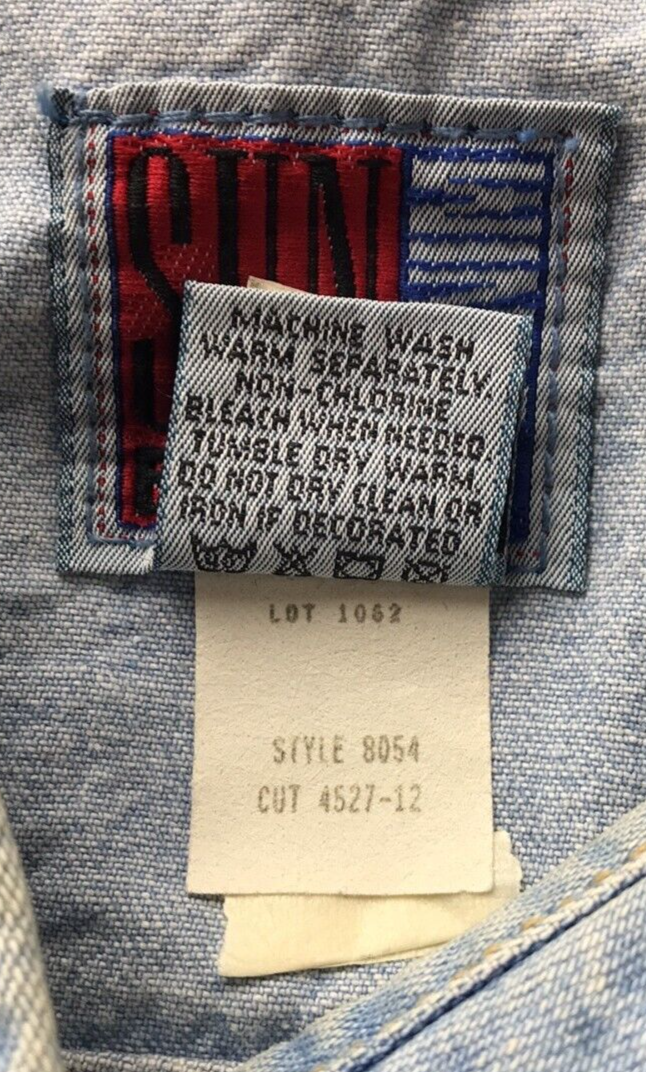 SUN
MACHINE WASH
WARM SEPARATELY.
NON-CHLORINE
BLEACH WHEN NEEDED.
TUMBLE DRY WARM.
DO NOT DRY CLEAN OR
IRON IF DECORATED
LOT 1062
STYLE 8054
CUT 4527-12